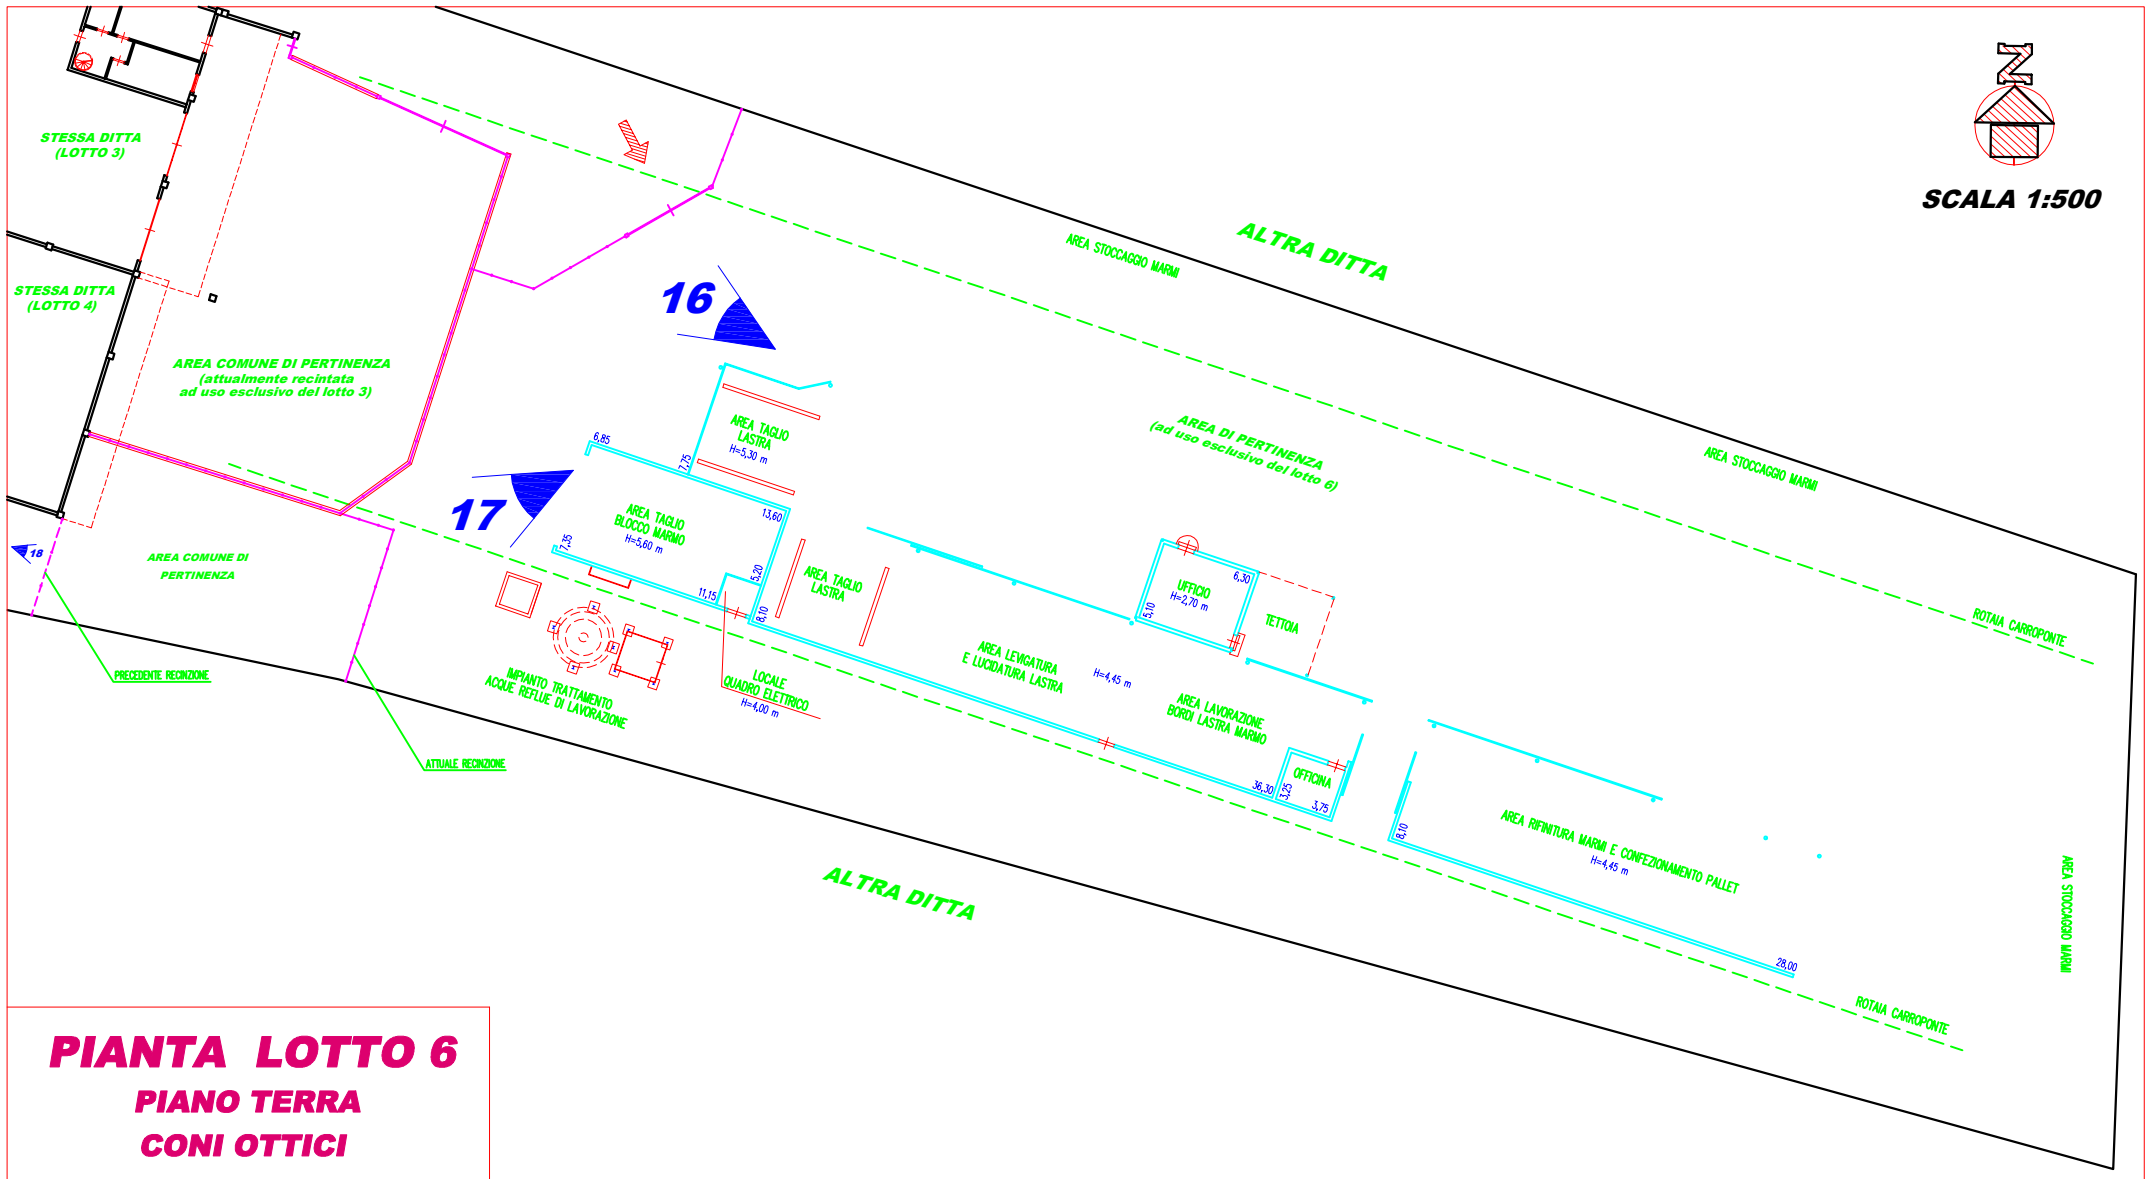 N
SCALA 1:500
STESSA DITTA
(LOTTO 3)
STESSA DITTA
(LOTTO 4)
AREA COMUNE DI PERTINENZA
(attualmente recintata
ad uso esclusivo del lotto 3)
AREA COMUNE DI
PERTINENZA
18
PRECEDENTE RECINZIONE
ATTUALE RECINZIONE
ALTRA DITTA
AREA STOCCAGGIO MARMI
16
17
AREA TAGLIO
LASTRA
H=5,30 m
6,85
7,75
13,60
AREA TAGLIO
BLOCCO MARMO
H=5,60 m
7,35
5,20
11,15
8,10
AREA TAGLIO
LASTRA
AREA DI PERTINENZA
(ad uso esclusivo del lotto 6)
AREA STOCCAGGIO MARMI
ROTAIA CARROPONTE
UFFICIO
H=2,70 m
6,30
5,10
TETTOIA
IMPIANTO TRATTAMENTO
ACQUE REFLUE DI LAVORAZIONE
LOCALE
QUADRO ELETTRICO
H=4,00 m
AREA LEVIGATURA
E LUCIDATURA LASTRA
H=4,45 m
AREA LAVORAZIONE
BORDI LASTRA MARMO
OFFICINA
36,30
3,25
3,75
8,10
AREA RIFINITURA MARMI E CONFEZIONAMENTO PALLET
H=4,45 m
28,00
AREA STOCCAGGIO MARMI
ROTAIA CARROPONTE
ALTRA DITTA
PIANTA LOTTO 6
PIANO TERRA
CONI OTTICI